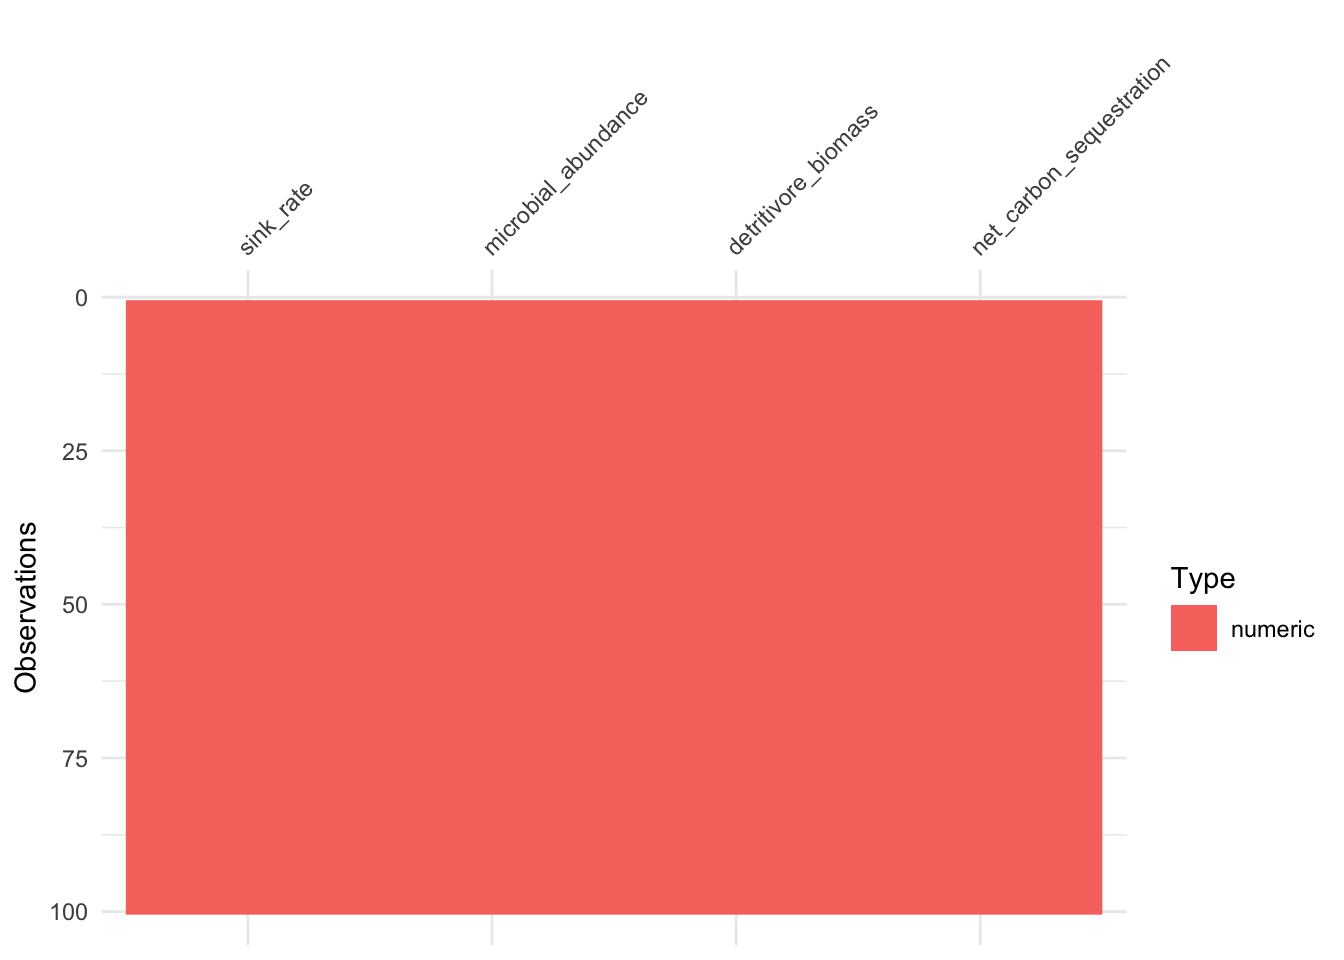 sink_rate
microbial_abundance
detritivore_biomass
net_carbon_sequestration
0
25
50
75
100
Observations
Type
numeric